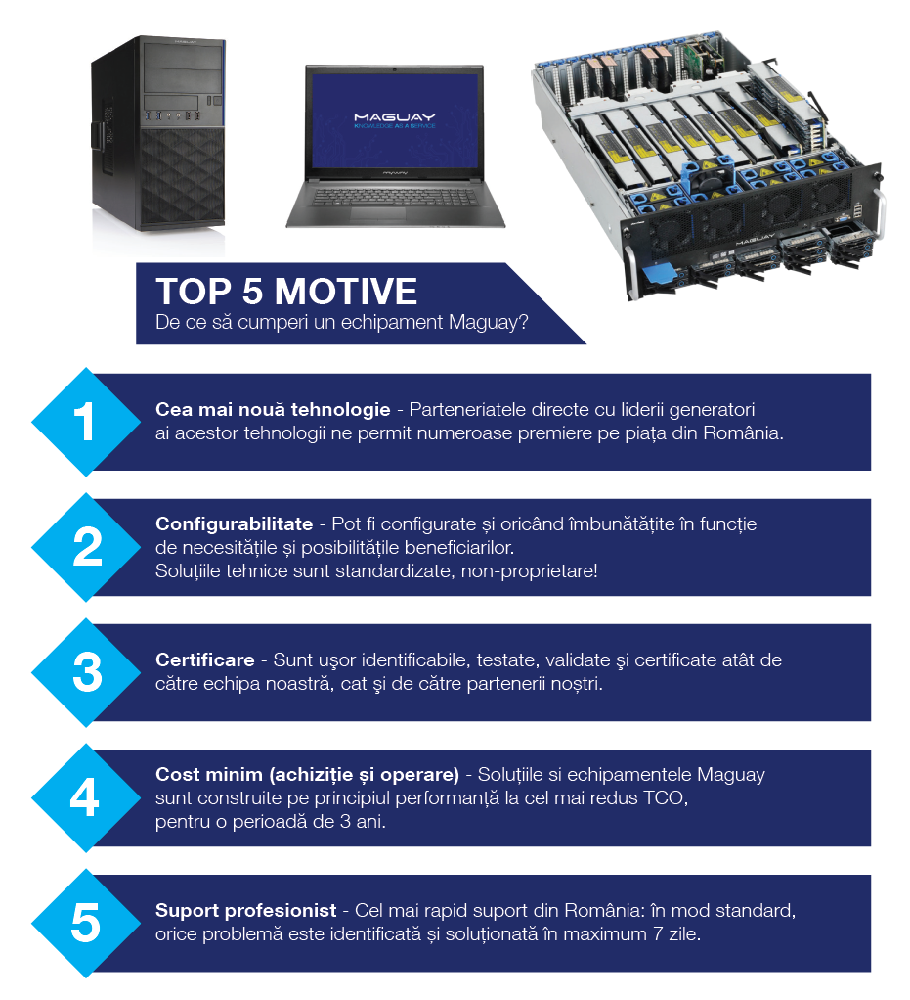 MAGUAY
MAGUAY
KNOWLEDGE AS A SERVICE
MYWAY
MAGUAY
TOP 5 MOTIVE
De ce să cumperi un echipament Maguay?
1
Cea mai nouă tehnologie - Parteneriatele directe cu liderii generatori
ai acestor tehnologii ne permit numeroase premiere pe piața din România.
2
Configurabilitate - Pot fi configurate și oricând îmbunătățite în funcție
de necesitățile și posibilitățile beneficiarilor.
Soluțiile tehnice sunt standardizate, non-proprietare!
3
Certificare - Sunt uşor identificabile, testate, validate şi certificate atât de
către echipa noastră, cat şi de către partenerii noștri.
4
Cost minim (achiziție și operare) - Soluțiile si echipamentele Maguay
sunt construite pe principiul performanță la cel mai redus TCO,
pentru o perioadă de 3 ani.
5
Suport profesionist - Cel mai rapid suport din România: în mod standard,
orice problemă este identificată și soluționată în maximum 7 zile.